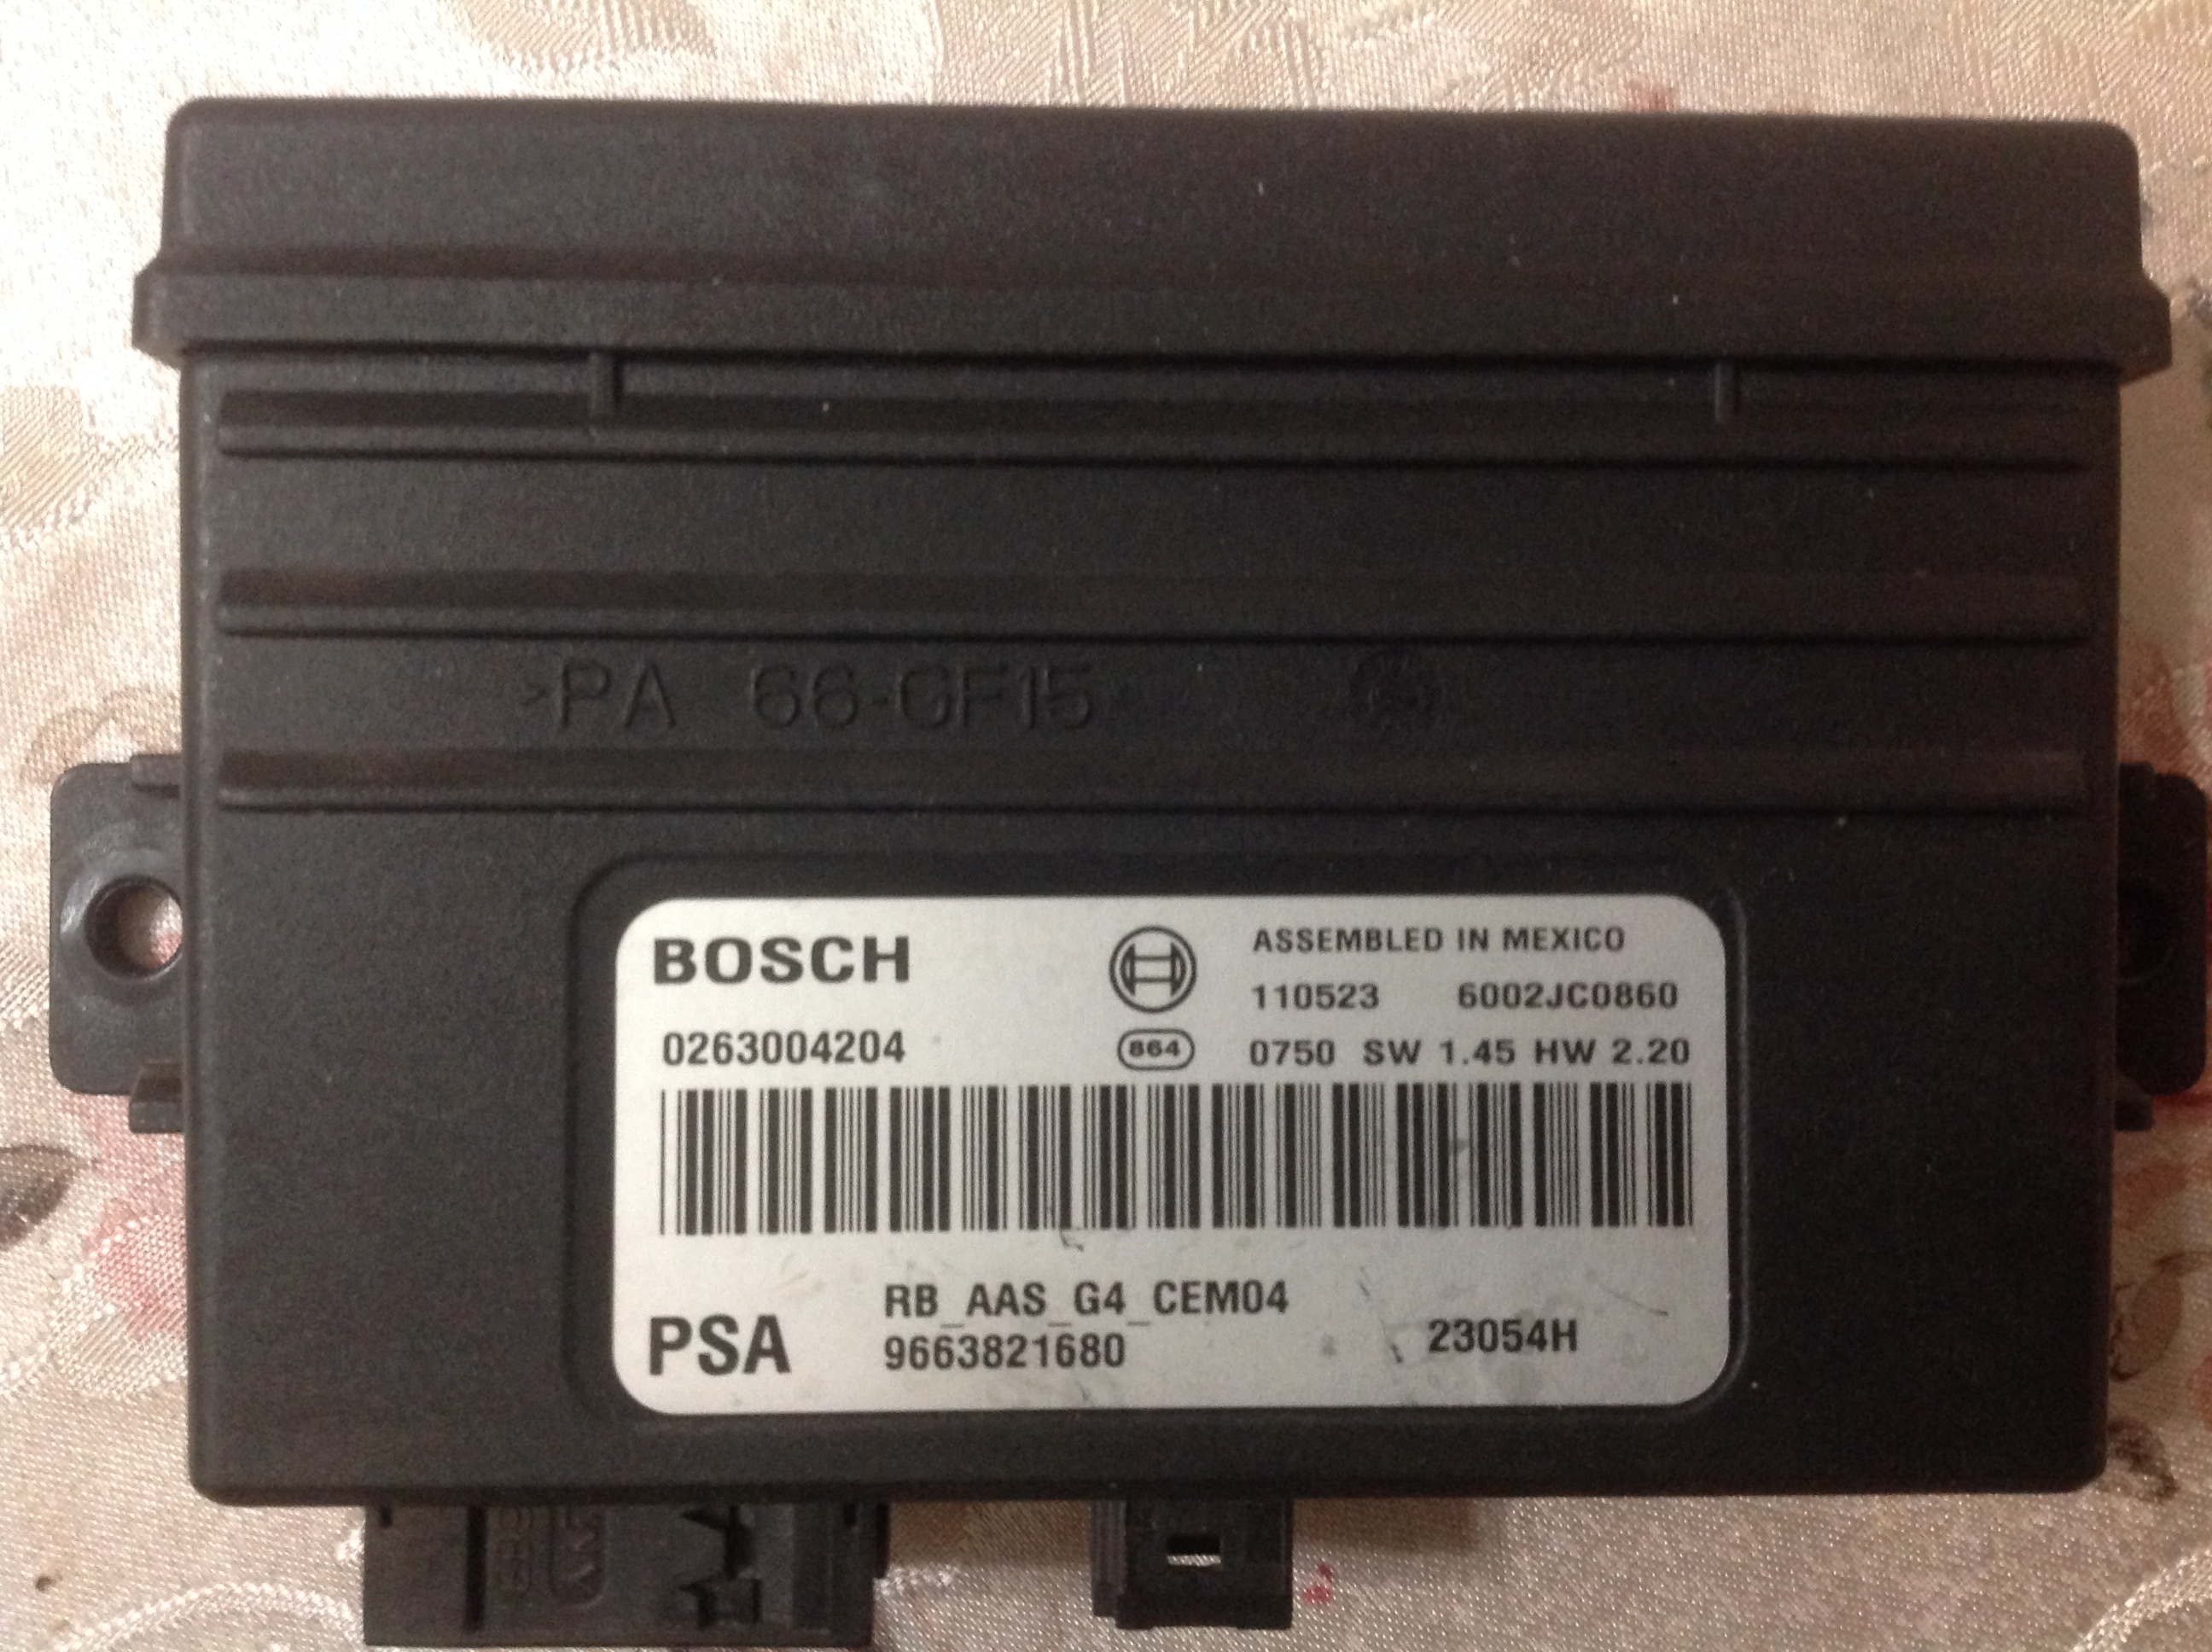 >PA 66-GF15
BOSCH
ASSEMBLED IN MEXICO
110523 6002JC0860
0263004204
864
0750 SW 1.45 HW 2.20
RB_AAS_G4_CEM04
PSA
9663821680
23054H